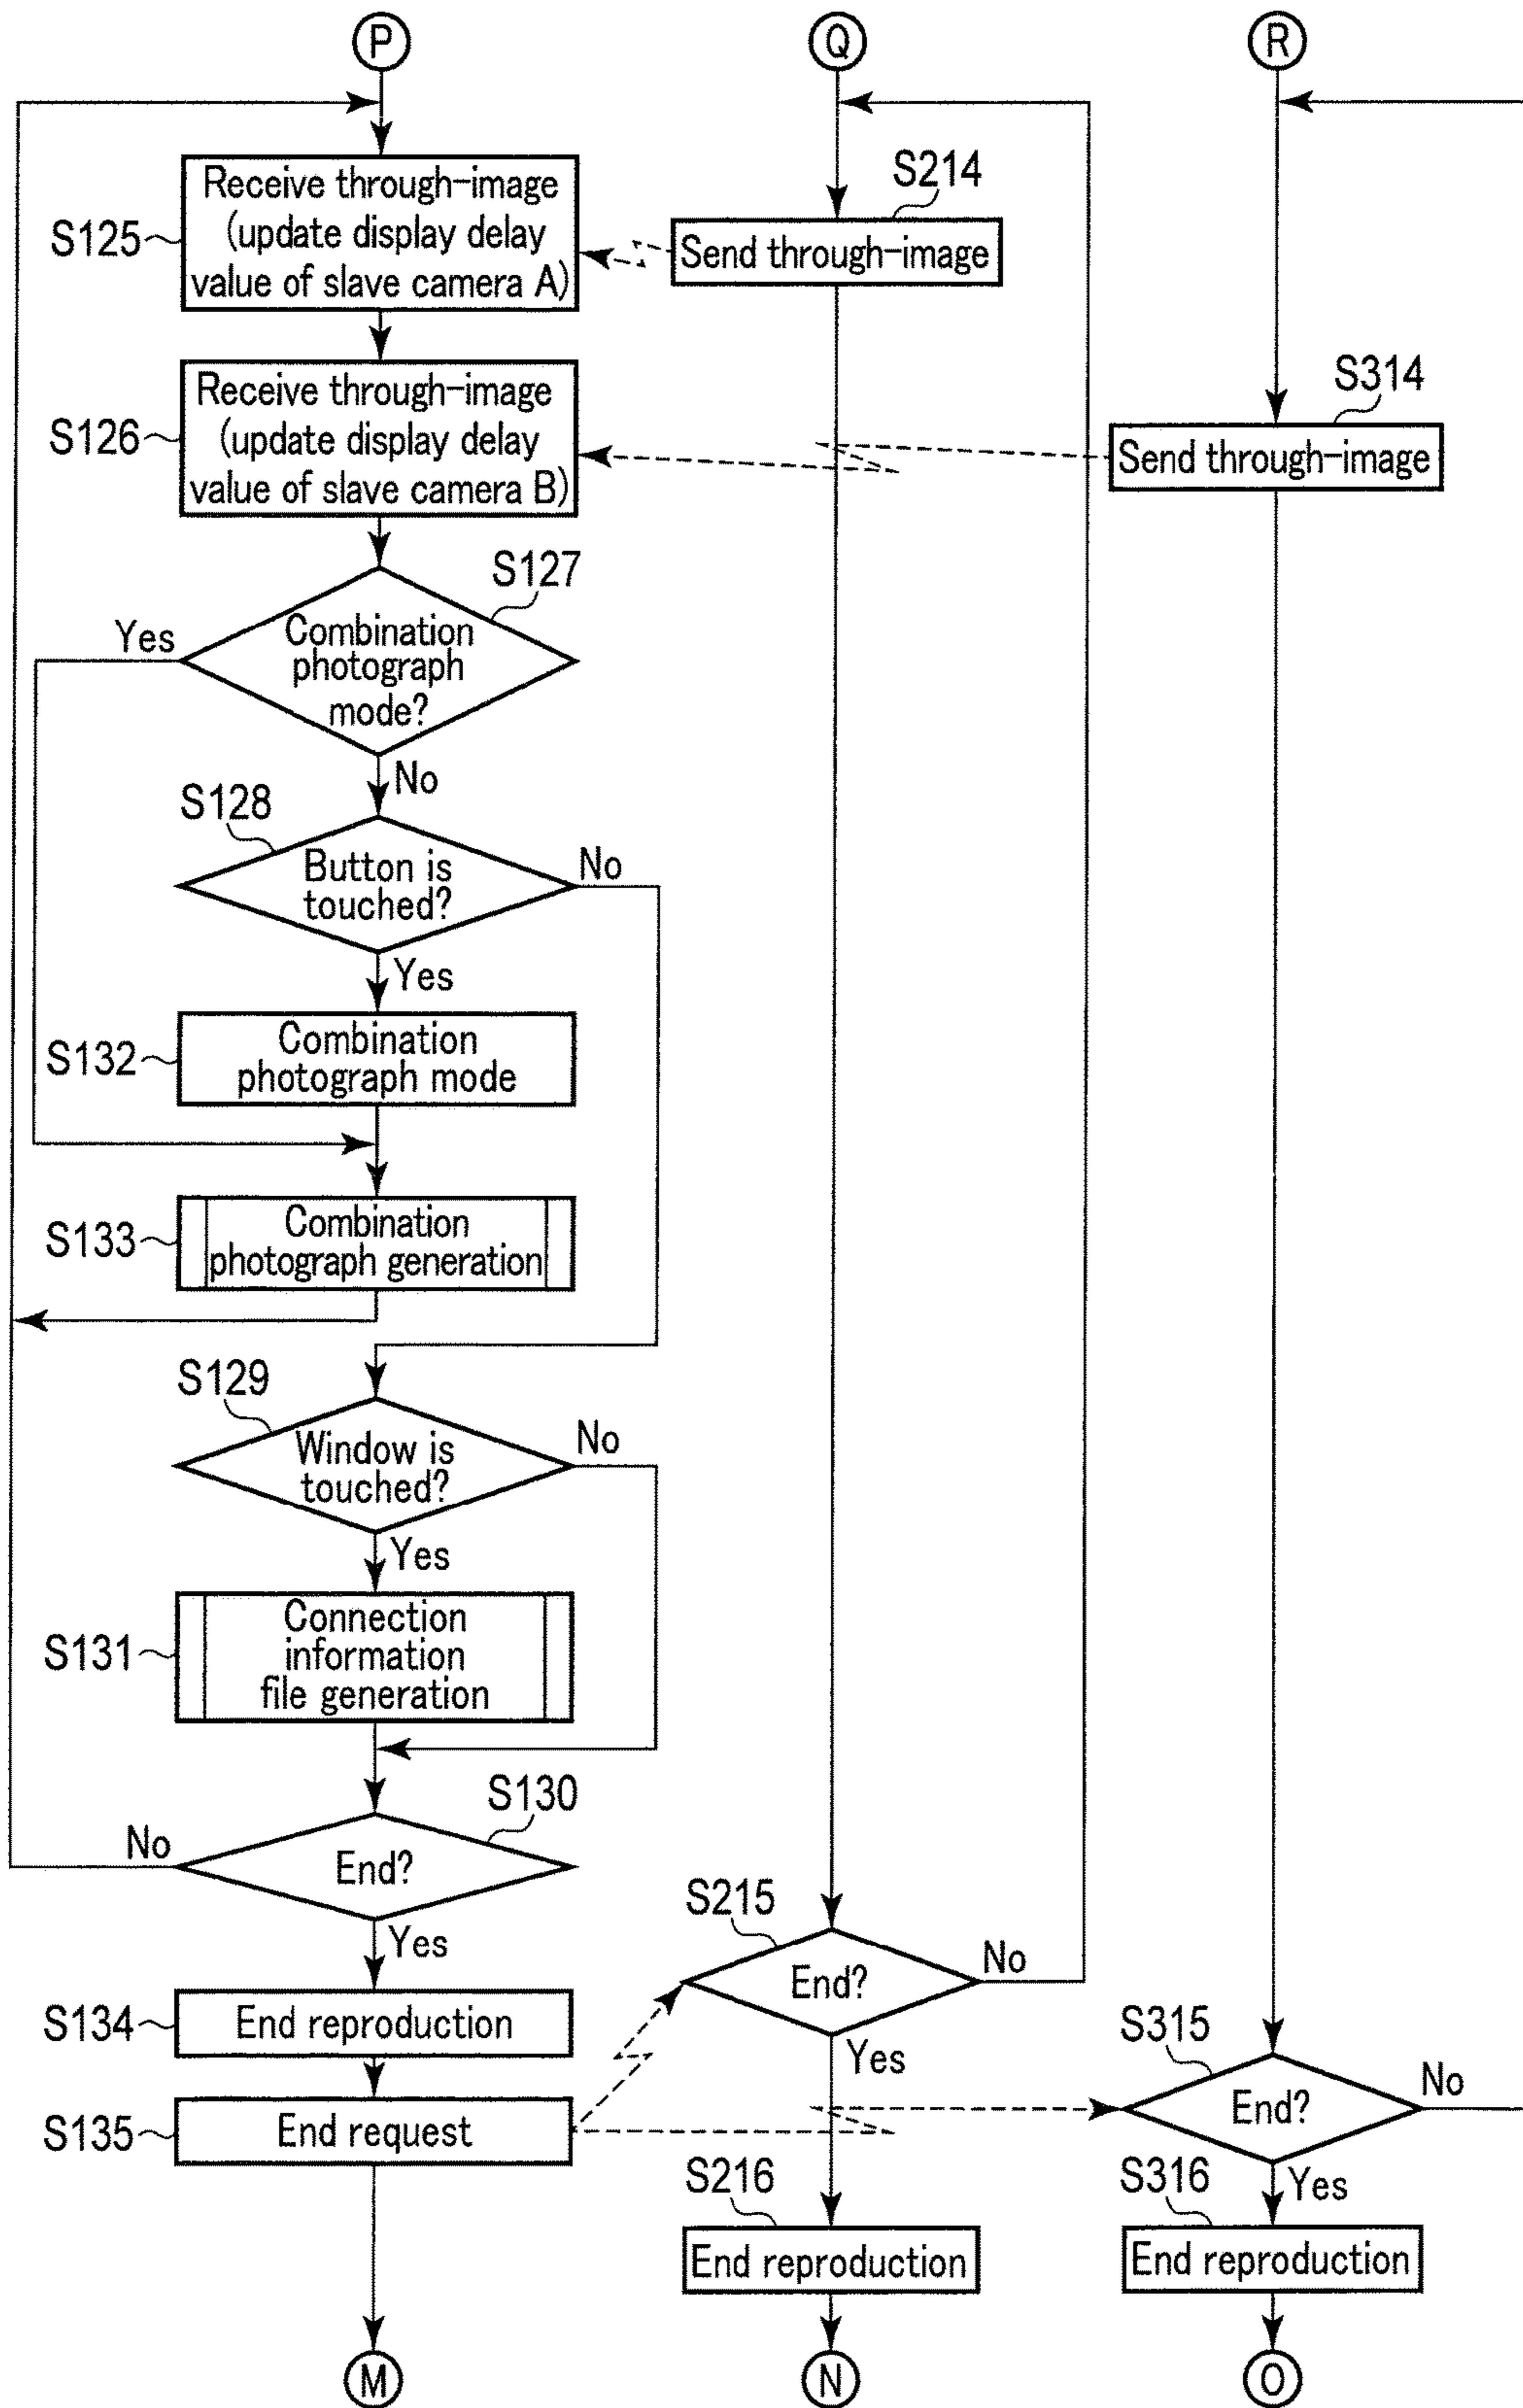 P
Q
R
S125
Receive through-image
(update display delay
value of slave camera A)
S214
Send through-image
S126
Receive through-image
(update display delay
value of slave camera B)
S314
Send through-image
S127
Yes
Combination
photograph
mode?
No
S128
Button is
touched?
No
Yes
S132
Combination
photograph mode
S133
Combination
photograph generation
S129
Window is
touched?
No
Yes
S131
Connection
information
file generation
S130
No
End?
Yes
S215
End?
No
Yes
S134
End reproduction
S135
End request
S315
End?
No
Yes
S216
End reproduction
S316
End reproduction
M
N
O